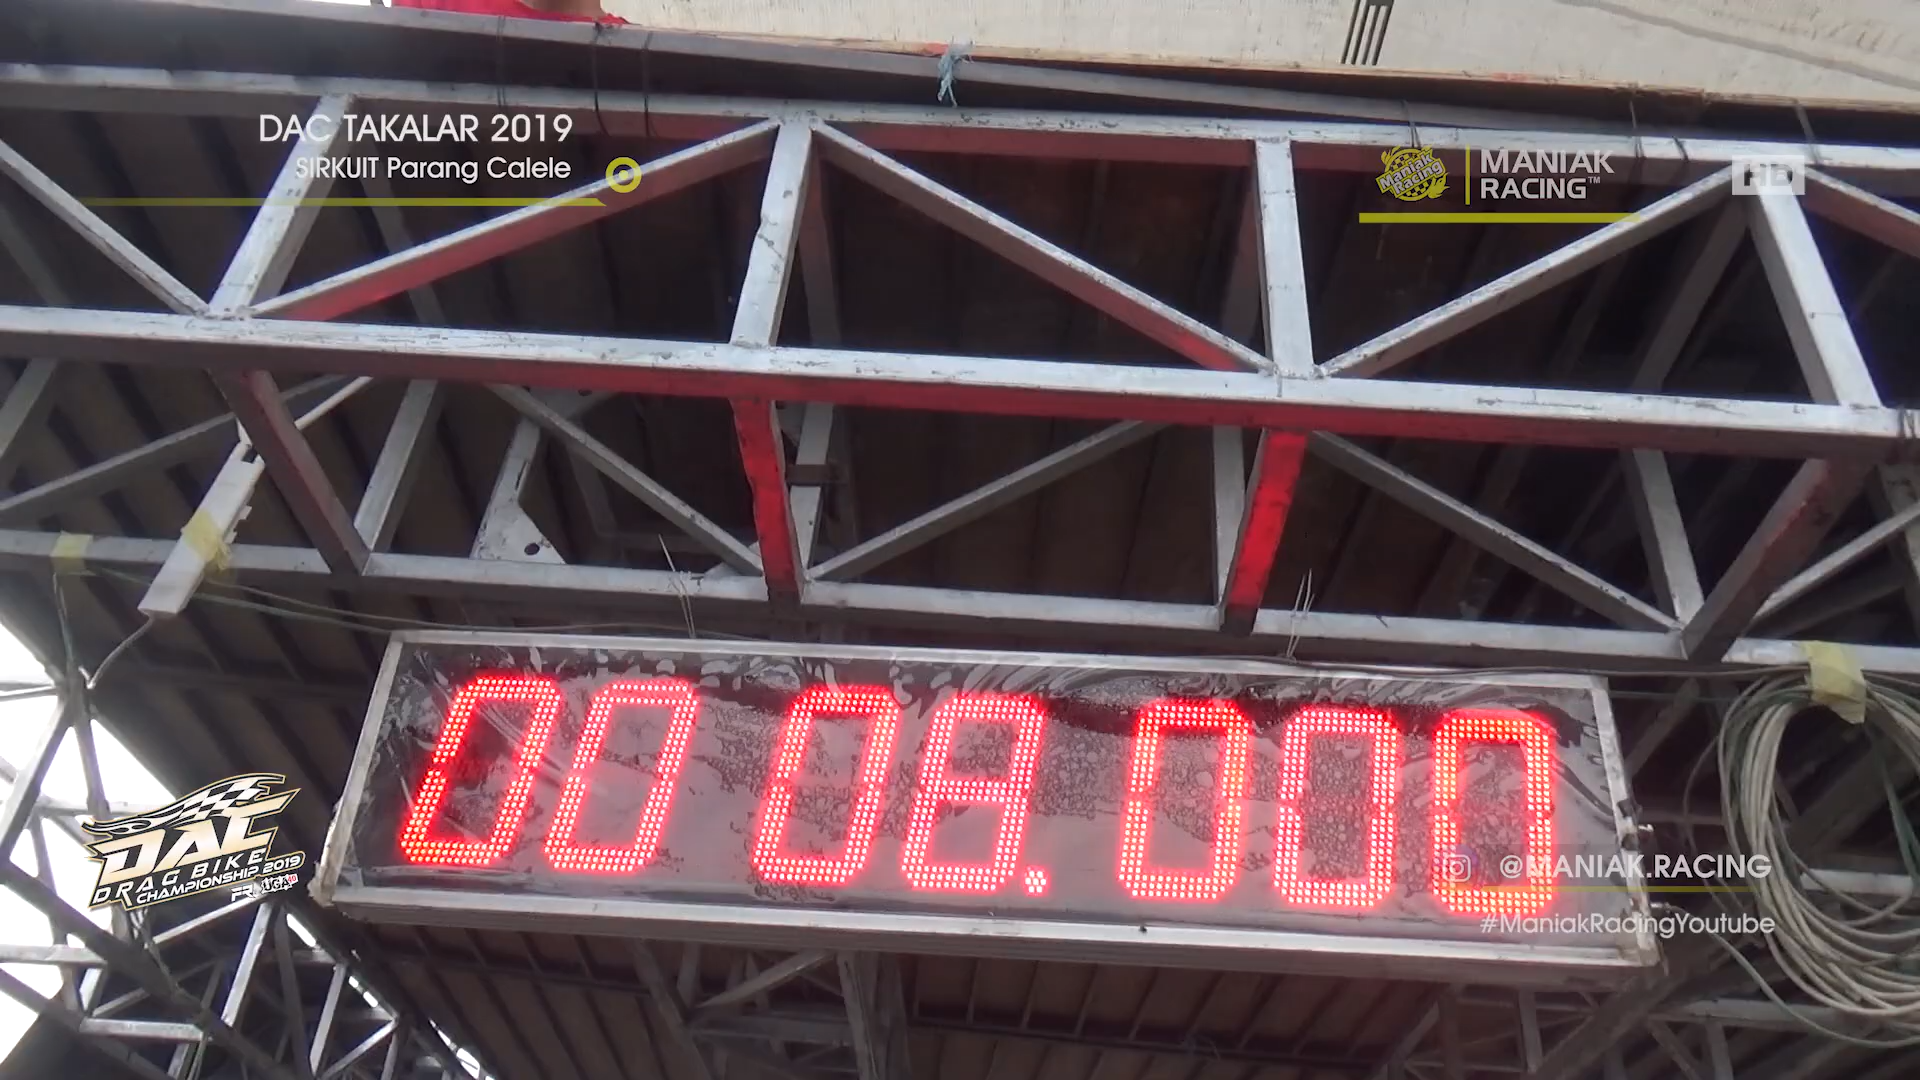 DAC TAKALAR 2019
SIRKUIT Parang Calele
Maniak
Racing
MANIAK
RACING™
HD
00 08.000
DAC
DRAG BIKE
CHAMPIONSHIP 2019
@MANIAK.RACING
#ManiakRacingYoutube